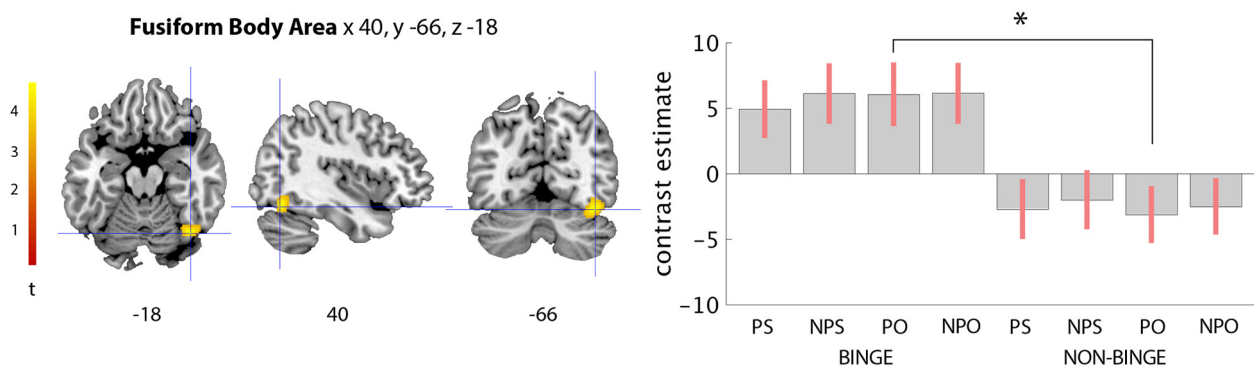 Fusiform Body Area x 40, y -66, z -18
4
3
2
1
t
-18
40
-66
*
contrast estimate
10
5
0
−5
−10
PS NPS PO NPO PS NPS PO NPO
BINGE NON-BINGE